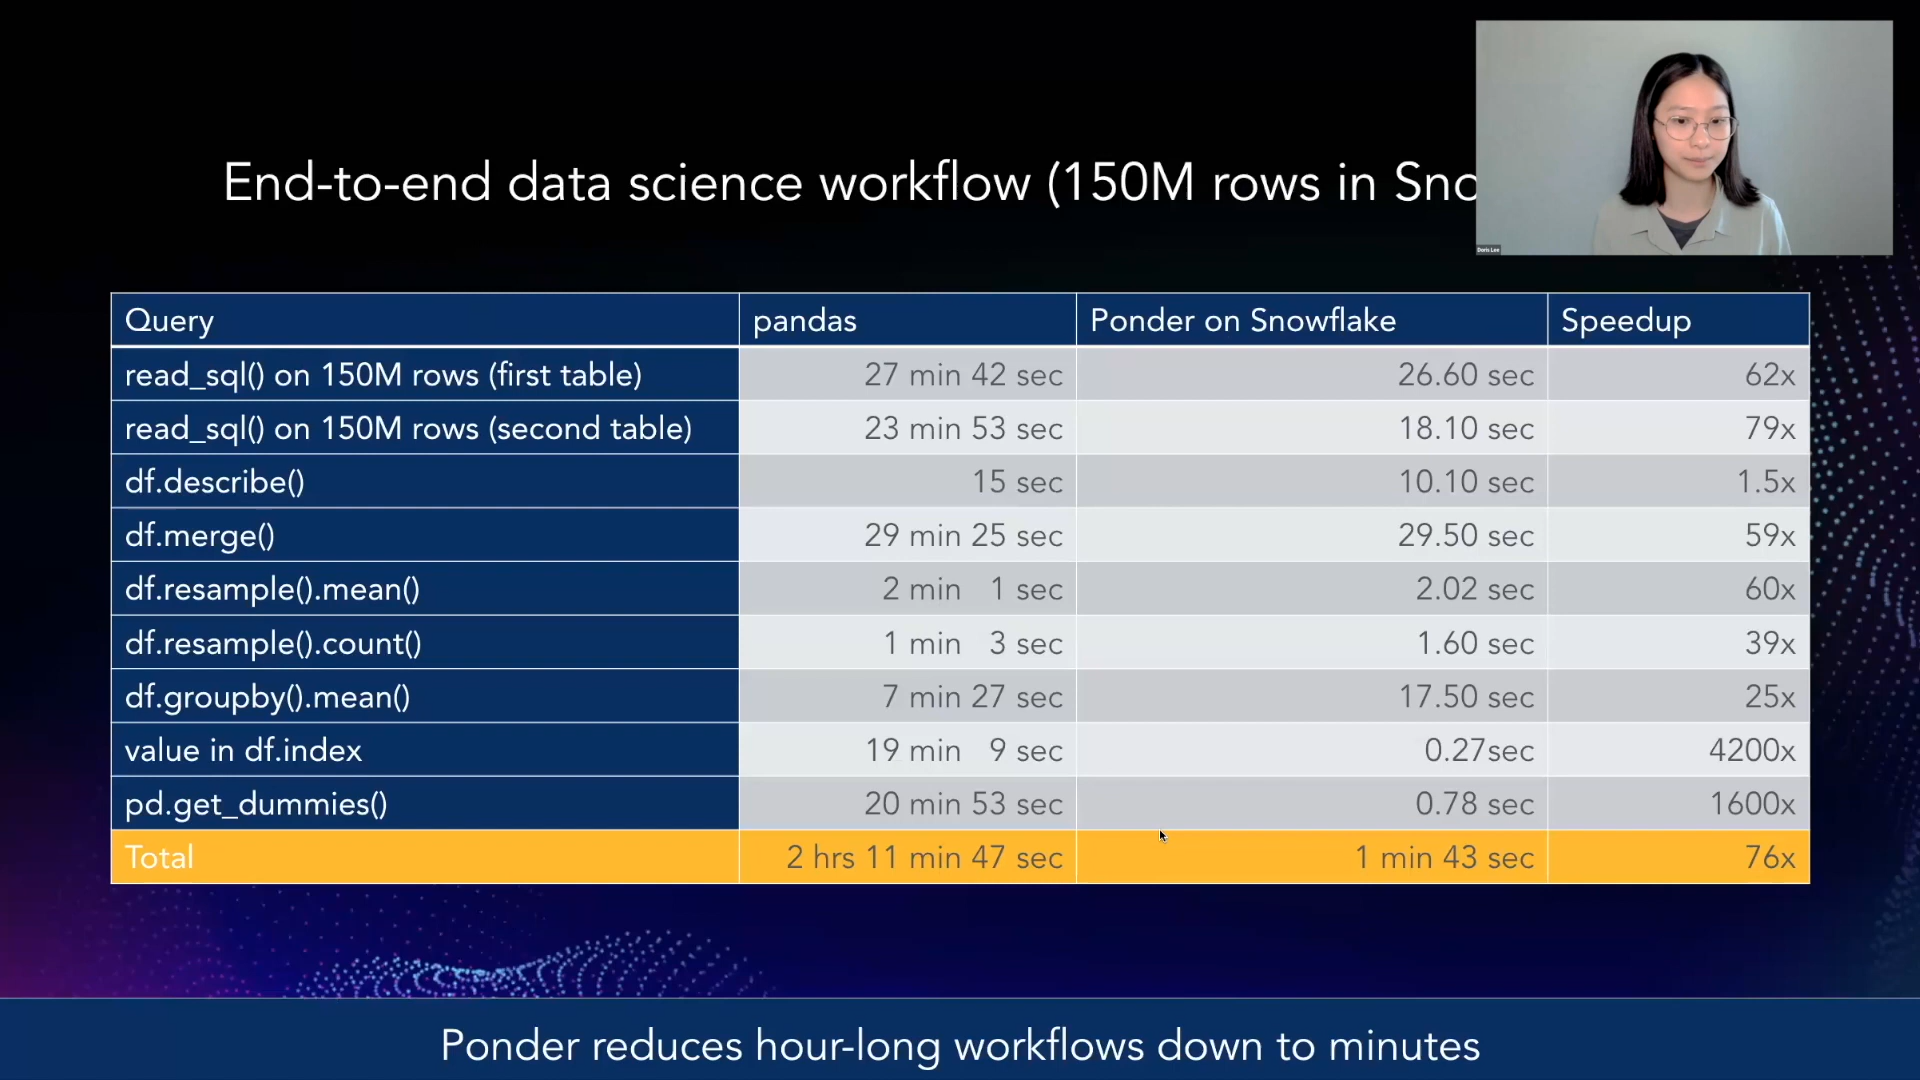 End-to-end data science workflow (150M rows in Sno
Doris Lee
Query pandas Ponder on Snowflake Speedup
read_sql() on 150M rows (first table) 27 min 42 sec 26.60 sec 62x
read_sql() on 150M rows (second table) 23 min 53 sec 18.10 sec 79x
df.describe() 15 sec 10.10 sec 1.5x
df.merge() 29 min 25 sec 29.50 sec 59x
df.resample().mean() 2 min 1 sec 2.02 sec 60x
df.resample().count() 1 min 3 sec 1.60 sec 39x
df.groupby().mean() 7 min 27 sec 17.50 sec 25x
value in df.index 19 min 9 sec 0.27sec 4200x
pd.get_dummies() 20 min 53 sec 0.78 sec 1600x
Total 2 hrs 11 min 47 sec 1 min 43 sec 76x
Ponder reduces hour-long workflows down to minutes